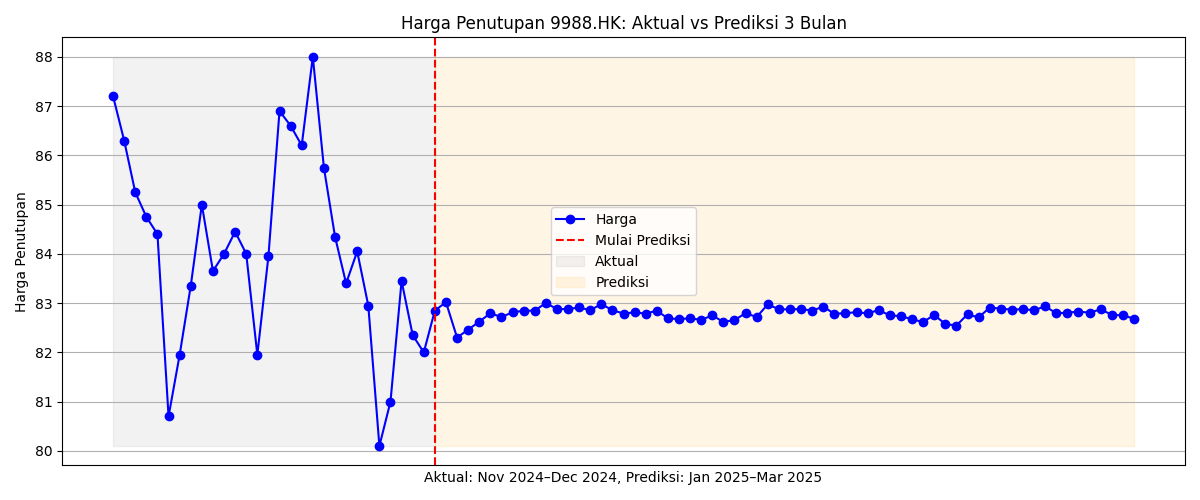 Harga Penutupan 9988.HK: Aktual vs Prediksi 3 Bulan
Harga Penutupan
88
87
86
85
84
83
82
81
80
Harga
Mulai Prediksi
Aktual
Prediksi
Aktual: Nov 2024–Dec 2024, Prediksi: Jan 2025–Mar 2025